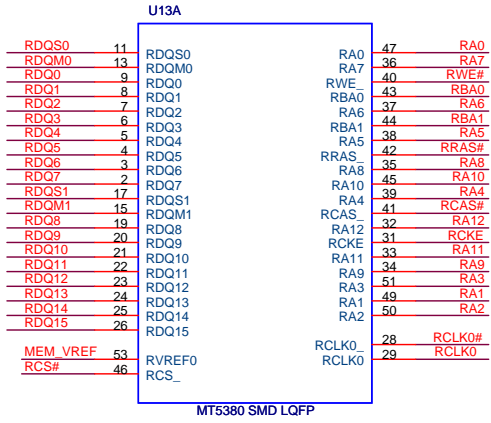 U13A
RDQS0 11 RDQS0 RA0 47 RA0
RDQM0 13 RDQM0 RA7 36 RA7
RDQ0 9 RDQ0 RWE_ 40 RWE#
RDQ1 8 RDQ1 RBA0 43 RBA0
RDQ2 7 RDQ2 RA6 37 RA6
RDQ3 6 RDQ3 RBA1 44 RBA1
RDQ4 5 RDQ4 RA5 38 RA5
RDQ5 4 RDQ5 RRAS_ 42 RRAS#
RDQ6 3 RDQ6 RA8 35 RA8
RDQ7 2 RDQ7 RA10 45 RA10
RDQS1 17 RDQS1 RA4 39 RA4
RDQM1 15 RDQM1 RCAS_ 41 RCAS#
RDQ8 19 RDQ8 RA12 32 RA12
RDQ9 20 RDQ9 RCKE 31 RCKE
RDQ10 21 RDQ10 RA11 33 RA11
RDQ11 22 RDQ11 RA9 34 RA9
RDQ12 23 RDQ12 RA3 51 RA3
RDQ13 24 RDQ13 RA1 49 RA1
RDQ14 25 RDQ14 RA2 50 RA2
RDQ15 26 RDQ15
RCLK0_ 28 RCLK0#
MEM_VREF 53 RVREF0 RCLK0 29 RCLK0
RCS# 46 RCS_
MT5380 SMD LQFP